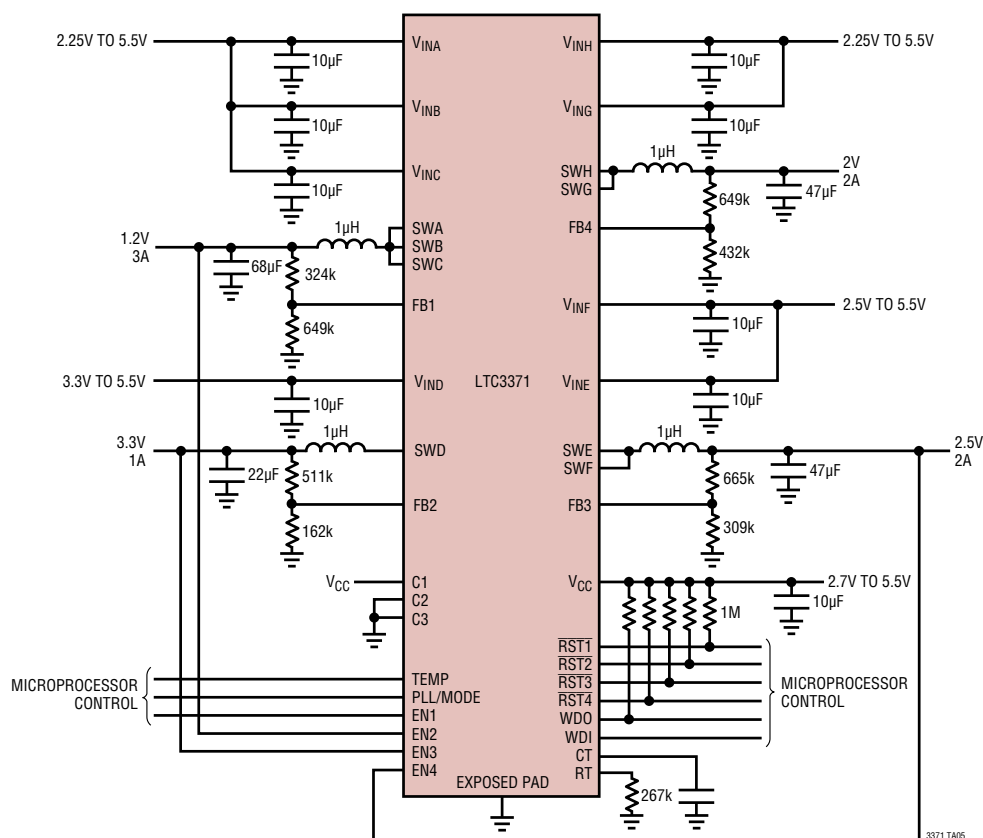 2.25V TO 5.5V
VINA
10µF
VINB
10µF
VINC
10µF
1.2V
3A
1µH
SWA
SWB
SWC
68µF
324k
FB1
649k
3.3V TO 5.5V
VIND
10µF
3.3V
1A
1µH
SWD
22µF
511k
FB2
162k
VCC
C1
C2
C3
MICROPROCESSOR
CONTROL
TEMP
PLL/MODE
EN1
EN2
EN3
EN4
LTC3371
EXPOSED PAD
VINH
2.25V TO 5.5V
10µF
VING
10µF
SWH
SWG
1µH
2V
2A
47µF
649k
FB4
432k
VINF
2.5V TO 5.5V
10µF
VINE
10µF
SWE
SWF
1µH
2.5V
2A
47µF
665k
FB3
309k
VCC
2.7V TO 5.5V
10µF
1M
RST1
RST2
RST3
RST4
WDO
WDI
MICROPROCESSOR
CONTROL
CT
RT
267k
3371 TA05